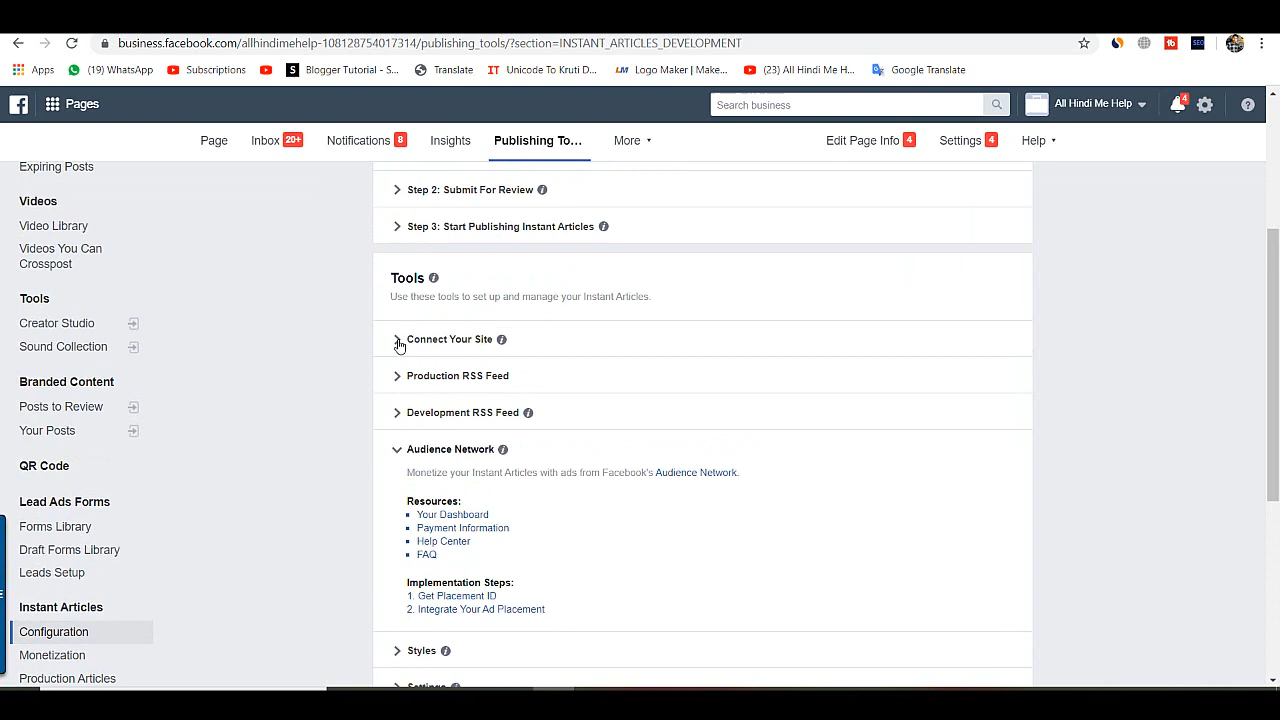 business.facebook.com/allhindimehelp-108128754017314/publishing_tools/?section=INSTANT_ARTICLES_DEVELOPMENT
Apps
(19) WhatsApp
Subscriptions
Blogger Tutorial - S...
Translate
Unicode To Kruti D...
Logo Maker | Make...
(23) All Hindi Me H...
Google Translate
Pages
Search business
All Hindi Me Help
4
Page
Inbox 20+
Notifications 8
Insights
Publishing To...
More
Edit Page Info 4
Settings 4
Help
Expiring Posts
Videos
Video Library
Videos You Can
Crosspost
Tools
Creator Studio
Sound Collection
Branded Content
Posts to Review
Your Posts
QR Code
Lead Ads Forms
Forms Library
Draft Forms Library
Leads Setup
Instant Articles
Configuration
Monetization
Production Articles
Step 2: Submit For Review
Step 3: Start Publishing Instant Articles
Tools
Use these tools to set up and manage your Instant Articles.
Connect Your Site
Production RSS Feed
Development RSS Feed
Audience Network
Monetize your Instant Articles with ads from Facebook's Audience Network.
Resources:
Your Dashboard
Payment Information
Help Center
FAQ
Implementation Steps:
1. Get Placement ID
2. Integrate Your Ad Placement
Styles
Settings